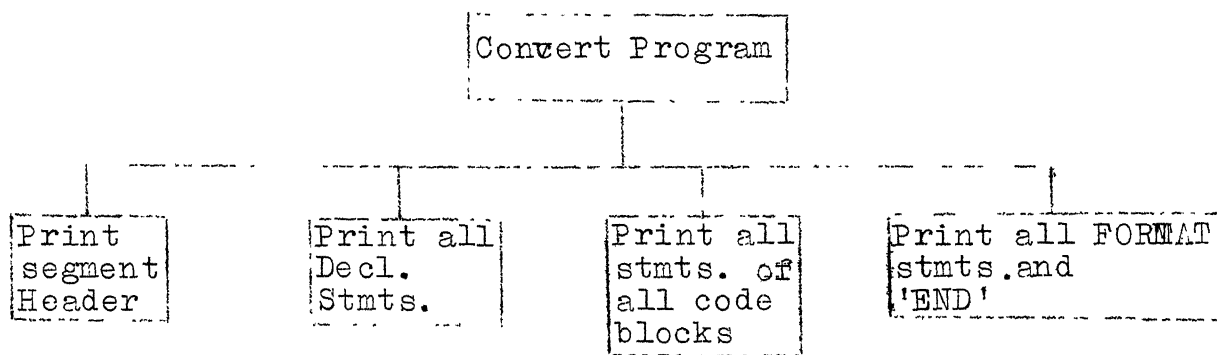 Convert Program
Print
segment
Header
Print all
Decl.
Stmts.
Print all
stmts. of
all code
blocks
Print all FORMAT
stmts.and
'END'